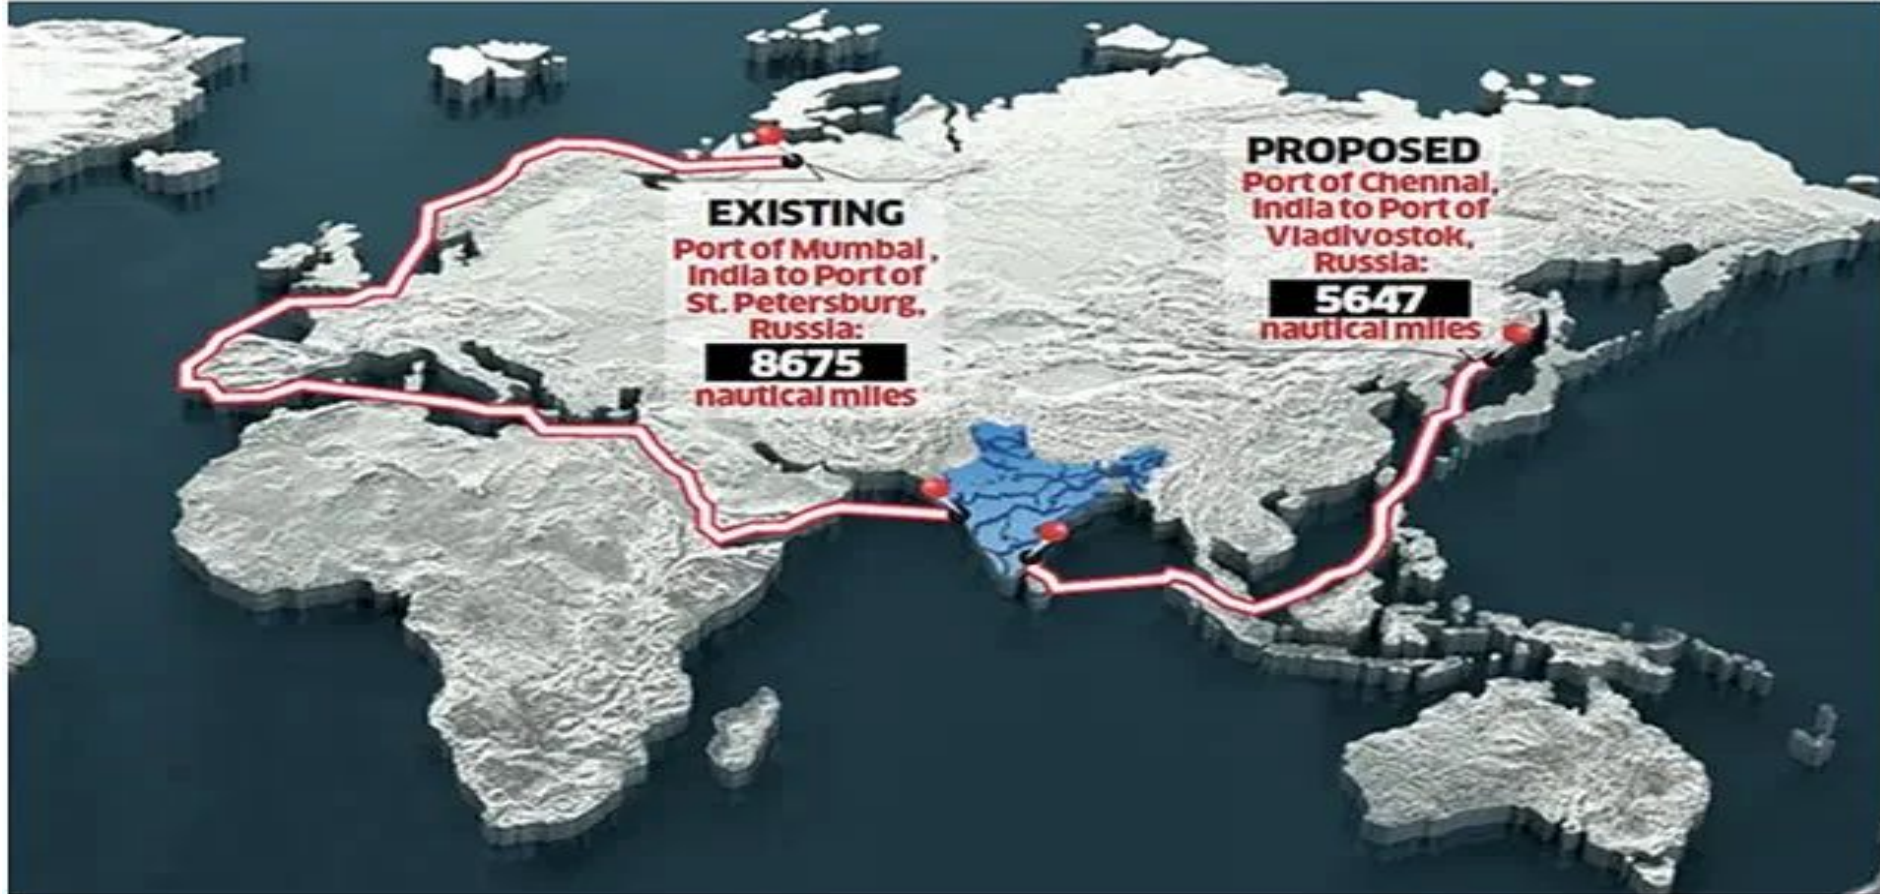 EXISTING
Port of Mumbai,
India to Port of
St. Petersburg,
Russia:
8675
nautical miles
PROPOSED
Port of Chennai,
India to Port of
Vladivostok,
Russia:
5647
nautical miles